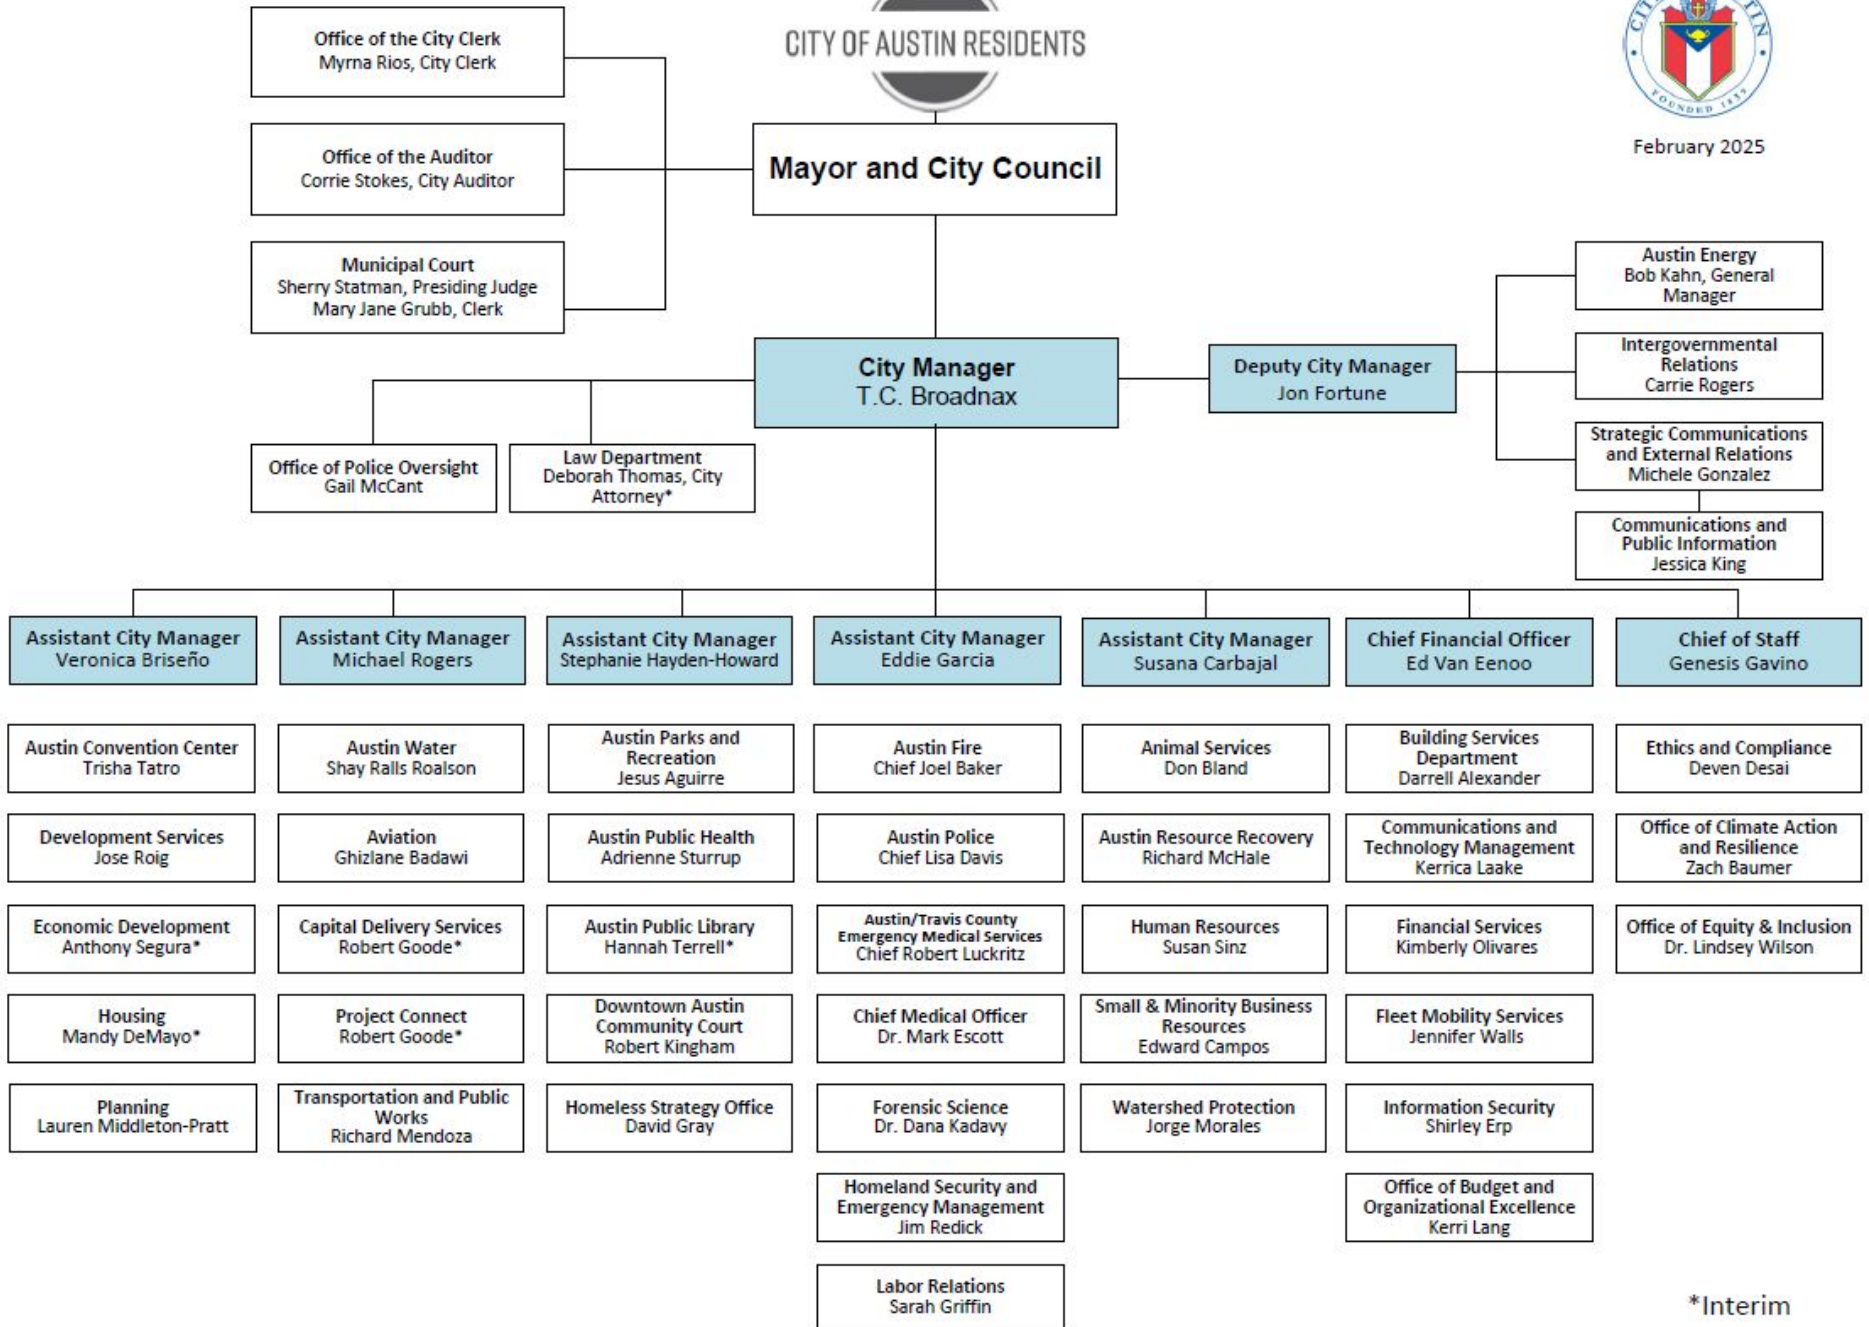 Office of the City Clerk
Myrna Rios, City Clerk
CITY OF AUSTIN RESIDENTS
FOUNDED 1839
February 2025
Office of the Auditor
Corrie Stokes, City Auditor
Mayor and City Council
Municipal Court
Sherry Statman, Presiding Judge
Mary Jane Grubb, Clerk
City Manager
T.C. Broadnax
Deputy City Manager
Jon Fortune
Austin Energy
Bob Kahn, General
Manager
Intergovernmental
Relations
Carrie Rogers
Strategic Communications
and External Relations
Michele Gonzalez
Communications and
Public Information
Jessica King
Office of Police Oversight
Gail McCant
Law Department
Deborah Thomas, City
Attorney*
Assistant City Manager
Veronica Briseño
Austin Convention Center
Trisha Tatro
Development Services
Jose Roig
Economic Development
Anthony Segura*
Housing
Mandy DeMayo*
Planning
Lauren Middleton-Pratt
Assistant City Manager
Michael Rogers
Austin Water
Shay Ralls Roalson
Aviation
Ghizlane Badawi
Capital Delivery Services
Robert Goode*
Project Connect
Robert Goode*
Transportation and Public
Works
Richard Mendoza
Assistant City Manager
Stephanie Hayden-Howard
Austin Parks and
Recreation
Jesus Aguirre
Austin Public Health
Adrienne Sturrup
Austin Public Library
Hannah Terrell*
Downtown Austin
Community Court
Robert Kingham
Homeless Strategy Office
David Gray
Assistant City Manager
Eddie Garcia
Austin Fire
Chief Joel Baker
Austin Police
Chief Lisa Davis
Austin/Travis County
Emergency Medical Services
Chief Robert Luckritz
Chief Medical Officer
Dr. Mark Escott
Forensic Science
Dr. Dana Kadavy
Homeland Security and
Emergency Management
Jim Redick
Labor Relations
Sarah Griffin
Assistant City Manager
Susana Carbajal
Animal Services
Don Bland
Austin Resource Recovery
Richard McHale
Human Resources
Susan Sinz
Small & Minority Business
Resources
Edward Campos
Watershed Protection
Jorge Morales
Chief Financial Officer
Ed Van Eenoo
Building Services
Department
Darrell Alexander
Communications and
Technology Management
Kerrica Laake
Financial Services
Kimberly Olivares
Fleet Mobility Services
Jennifer Walls
Information Security
Shirley Erp
Office of Budget and
Organizational Excellence
Kerri Lang
Chief of Staff
Genesis Gavino
Ethics and Compliance
Deven Desai
Office of Climate Action
and Resilience
Zach Baumer
Office of Equity & Inclusion
Dr. Lindsey Wilson
*Interim